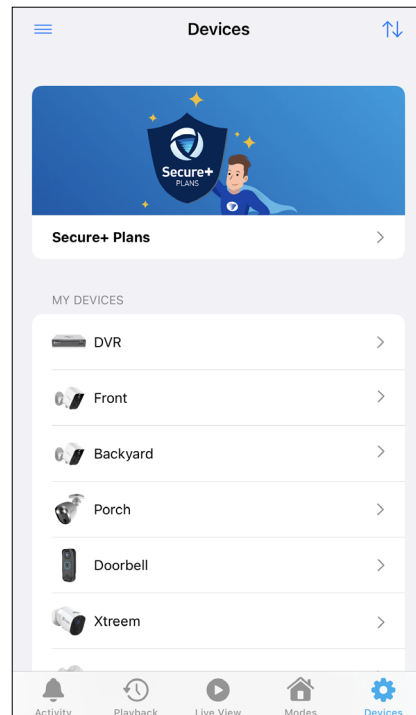 Devices
Secure+
PLANS
Secure+ Plans
MY DEVICES
DVR
Front
Backyard
Porch
Doorbell
Xtreem
Activity
Playback
Live View
Modes
Devices